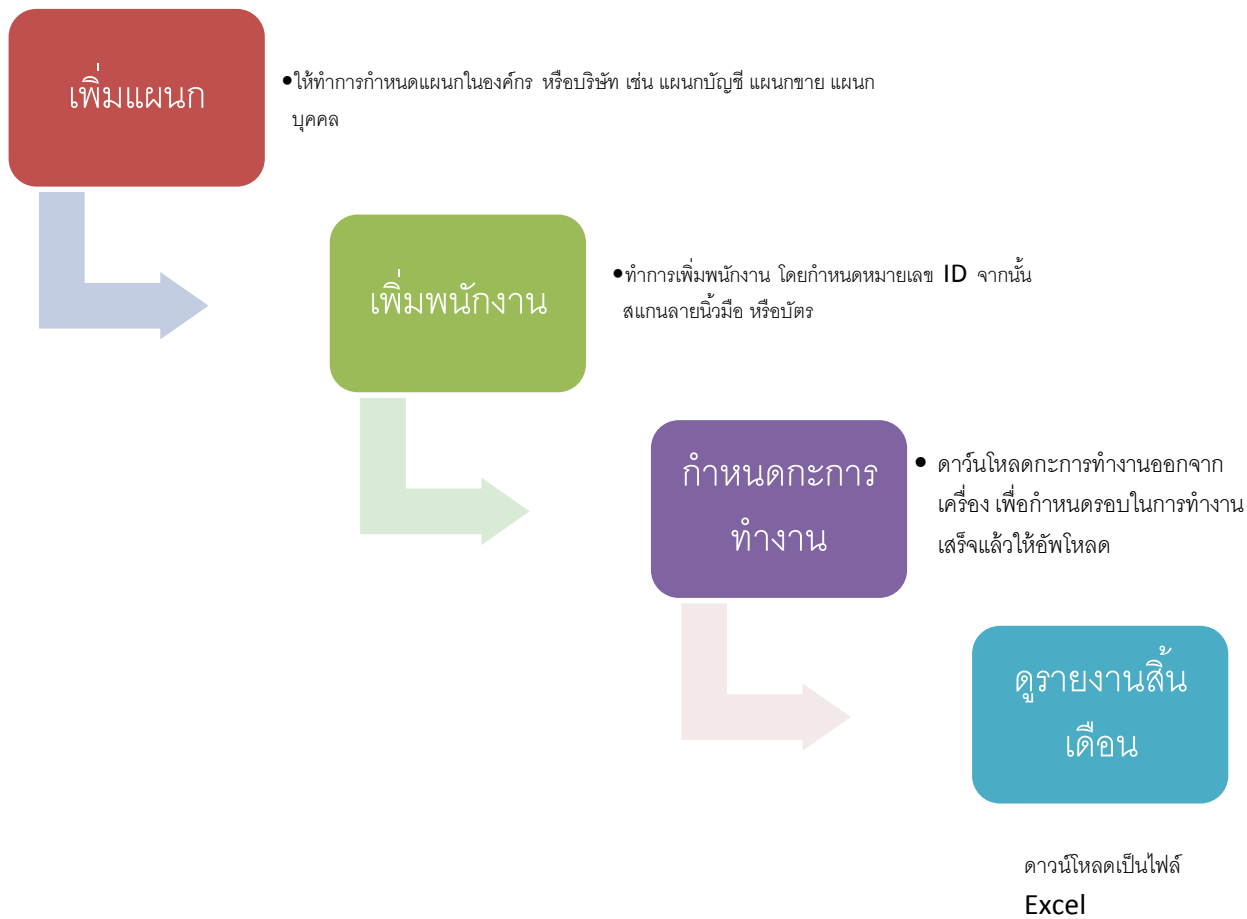 เพิ่มแผนก
•ให้ทำการกำหนดแผนกในองค์กร หรือบริษัท เช่น แผนกบัญชี แผนกขาย แผนก
บุคคล
เพิ่มพนักงาน
•ทำการเพิ่มพนักงาน โดยกำหนดหมายเลข ID จากนั้น
สแกนลายนิ้วมือ หรือบัตร
กำหนดกะการ
ทำงาน
• ดาว์นโหลดกะการทำงานออกจาก
เครื่อง เพื่อกำหนดรอบในการทำงาน
เสร็จแล้วให้อัพโหลด
ดูรายงานสิ้น
เดือน
ดาวน์โหลดเป็นไฟล์
Excel